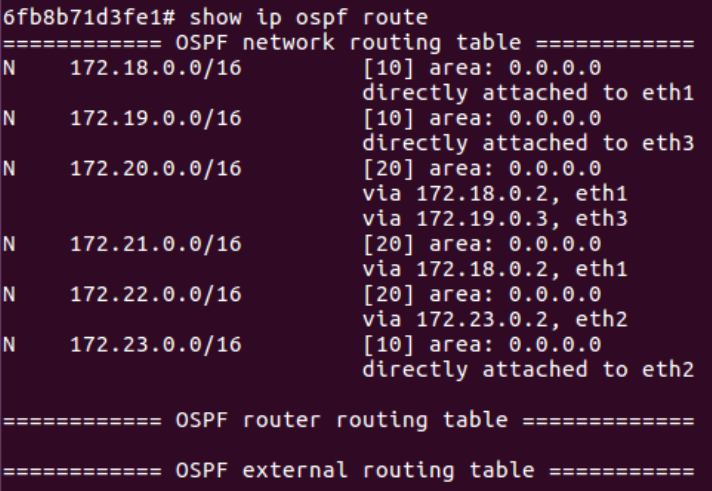 6fb8b71d3fe1# show ip ospf route
============ OSPF network routing table ============
N    172.18.0.0/16         [10] area: 0.0.0.0
                           directly attached to eth1
N    172.19.0.0/16         [10] area: 0.0.0.0
                           directly attached to eth3
N    172.20.0.0/16         [20] area: 0.0.0.0
                           via 172.18.0.2, eth1
                           via 172.19.0.3, eth3
N    172.21.0.0/16         [20] area: 0.0.0.0
                           via 172.18.0.2, eth1
N    172.22.0.0/16         [20] area: 0.0.0.0
                           via 172.23.0.2, eth2
N    172.23.0.0/16         [10] area: 0.0.0.0
                           directly attached to eth2

============ OSPF router routing table =============

============ OSPF external routing table ===========